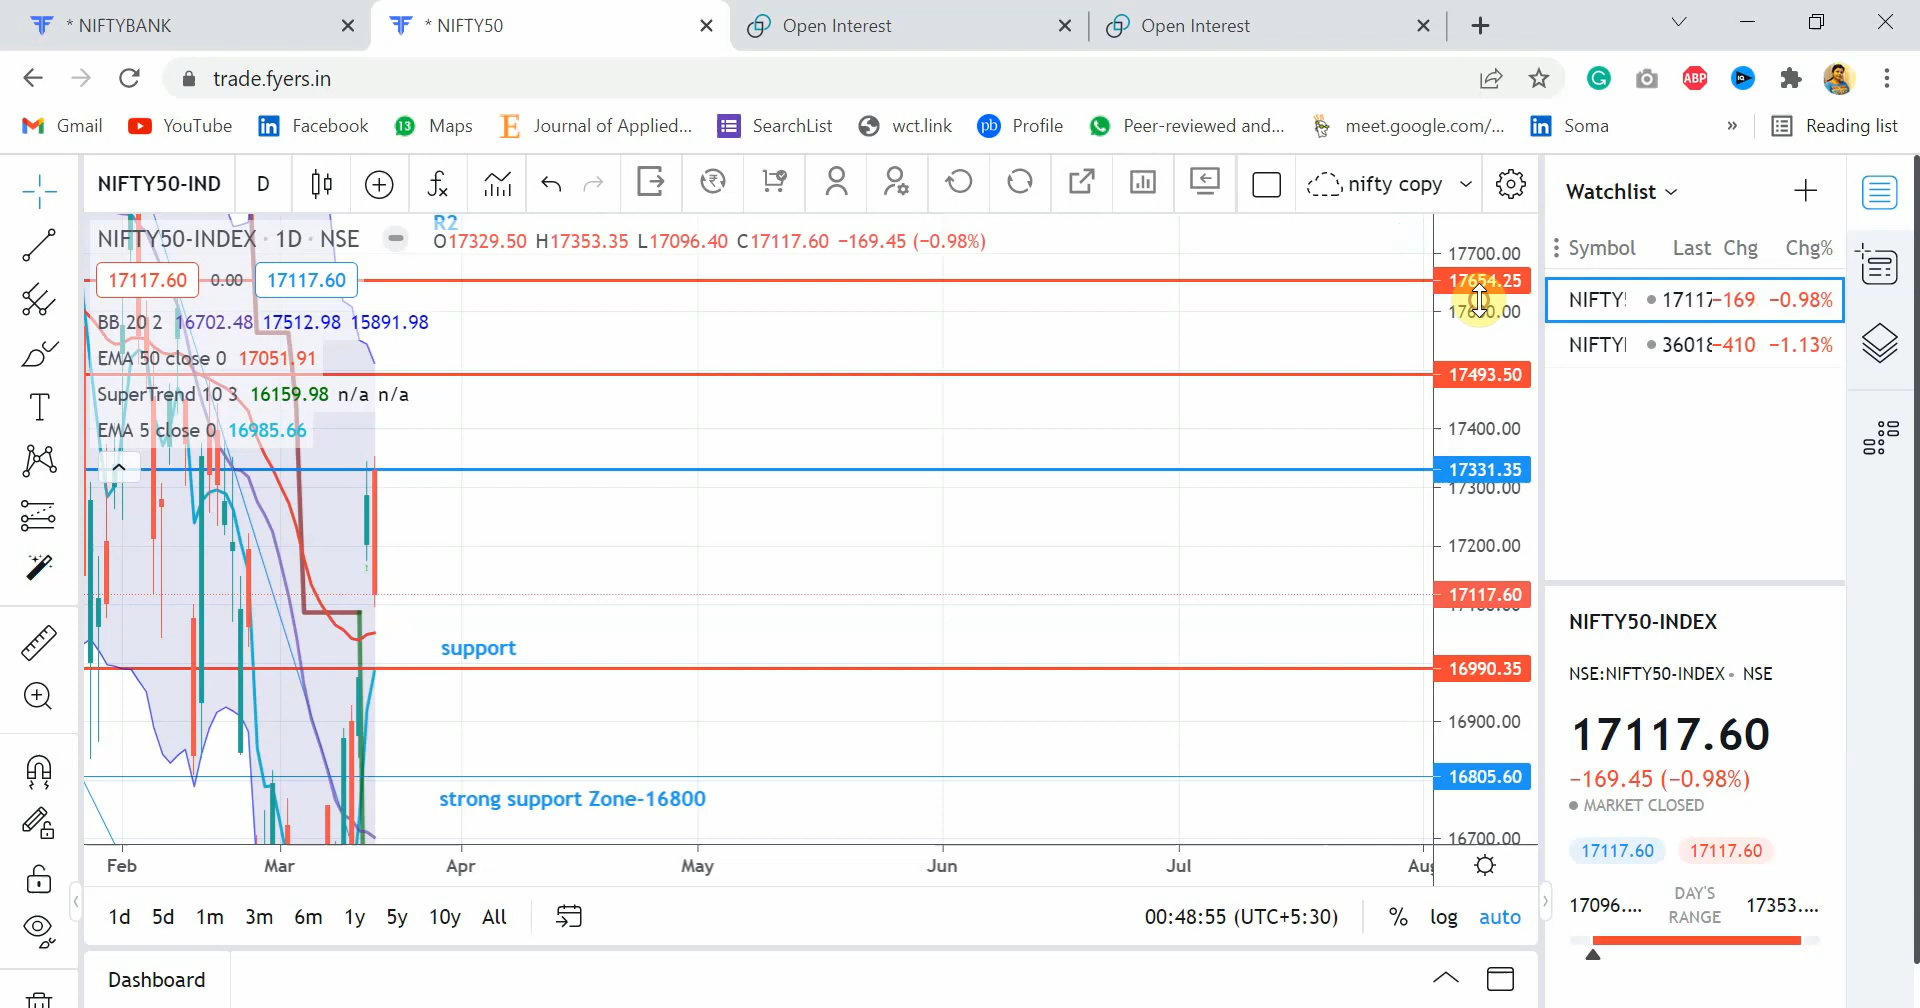 * NIFTYBANK
* NIFTY50
Open Interest
Open Interest
trade.fyers.in
Gmail YouTube Facebook Maps Journal of Applied... SearchList wct.link Profile Peer-reviewed and... meet.google.com/... Soma » Reading list
NIFTY50-IND D nifty copy
R2
NIFTY50-INDEX · 1D · NSE O17329.50 H17353.35 L17096.40 C17117.60 −169.45 (−0.98%)
17117.60 0.00 17117.60
BB 20 2 16702.48 17512.98 15891.98
EMA 50 close 0 17051.91
SuperTrend 10 3 16159.98 n/a n/a
EMA 5 close 0 16985.66
support
strong support Zone-16800
17700.00
17654.25
17493.50
17400.00
17331.35
17300.00
17200.00
17117.60
16990.35
16900.00
16805.60
16700.00
Feb Mar Apr May Jun Jul
1d 5d 1m 3m 6m 1y 5y 10y All 00:48:55 (UTC+5:30) % log auto
Dashboard
Watchlist
Symbol Last Chg Chg%
NIFTY 17117 −169 −0.98%
NIFTY 36018 −410 −1.13%
NIFTY50-INDEX
NSE:NIFTY50-INDEX • NSE
17117.60
−169.45 (−0.98%)
MARKET CLOSED
17117.60 17117.60
17096.... DAY'S RANGE 17353....